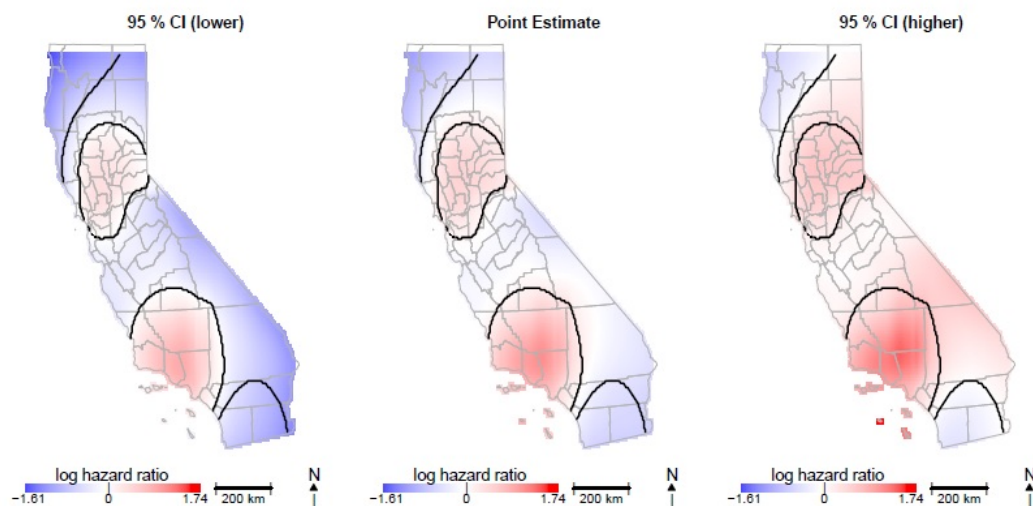 95 % CI (lower)
Point Estimate
95 % CI (higher)
log hazard ratio
−1.61 0 1.74
200 km
N
log hazard ratio
−1.61 0 1.74
200 km
N
log hazard ratio
−1.61 0 1.74
200 km
N